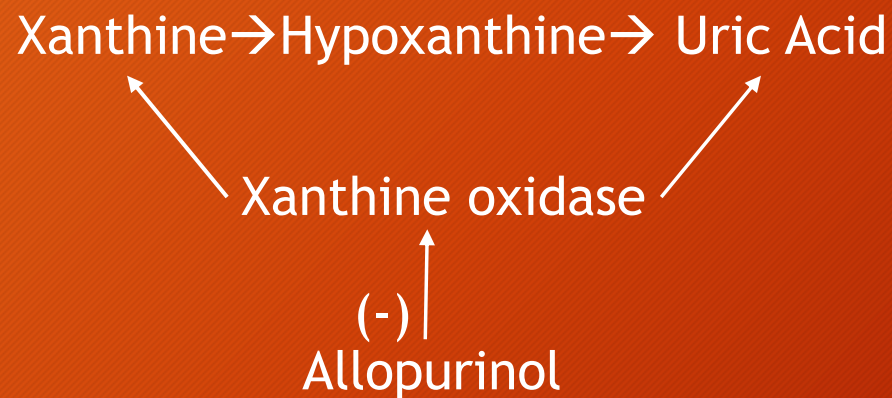 Xanthine→Hypoxanthine→ Uric Acid
Xanthine oxidase
(-)
Allopurinol